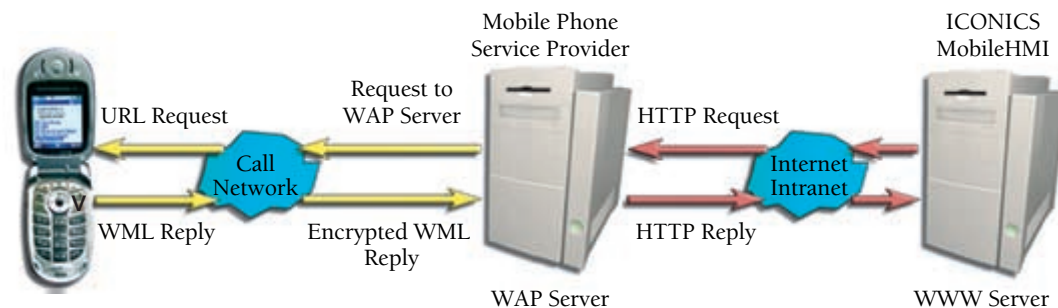 Mobile Phone
Service Provider
ICONICS
MobileHMI
URL Request
Request to
WAP Server
HTTP Request
Call
Network
Internet
Intranet
V
WML Reply
Encrypted WML
Reply
HTTP Reply
WAP Server
WWW Server